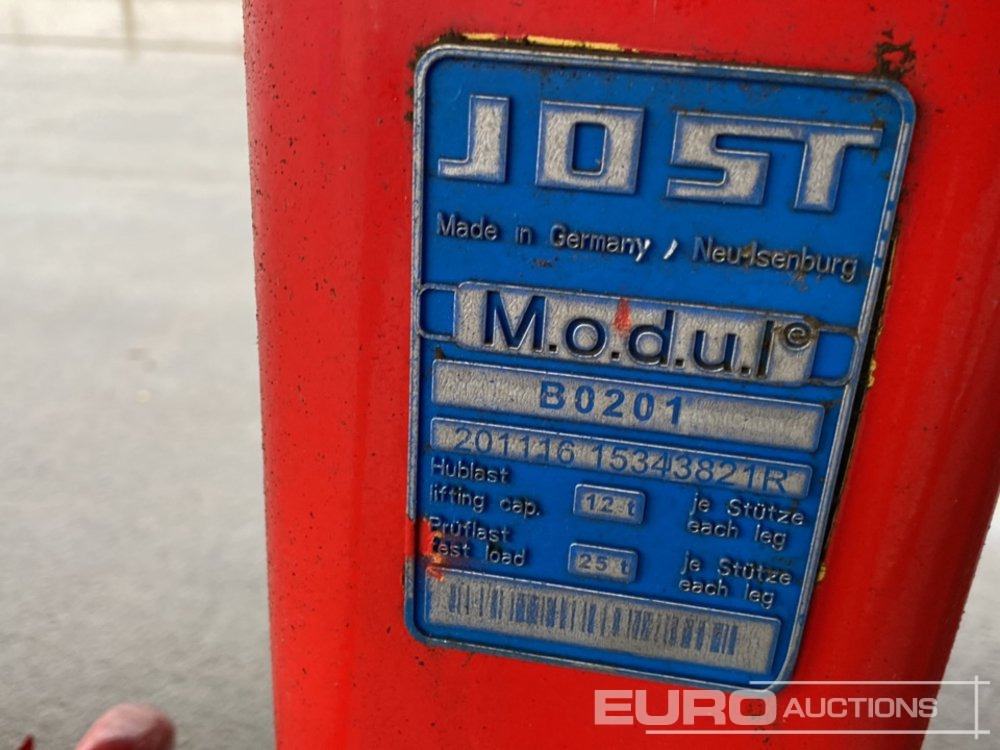 JOST
Made in Germany / Neu-Isenburg
M.o.d.u.l®
B0201
201116 15343821R
Hublast
lifting cap. 12 t je Stütze
each leg
Prüflast
Test load 25 t je Stütze
each leg
EURO AUCTIONS